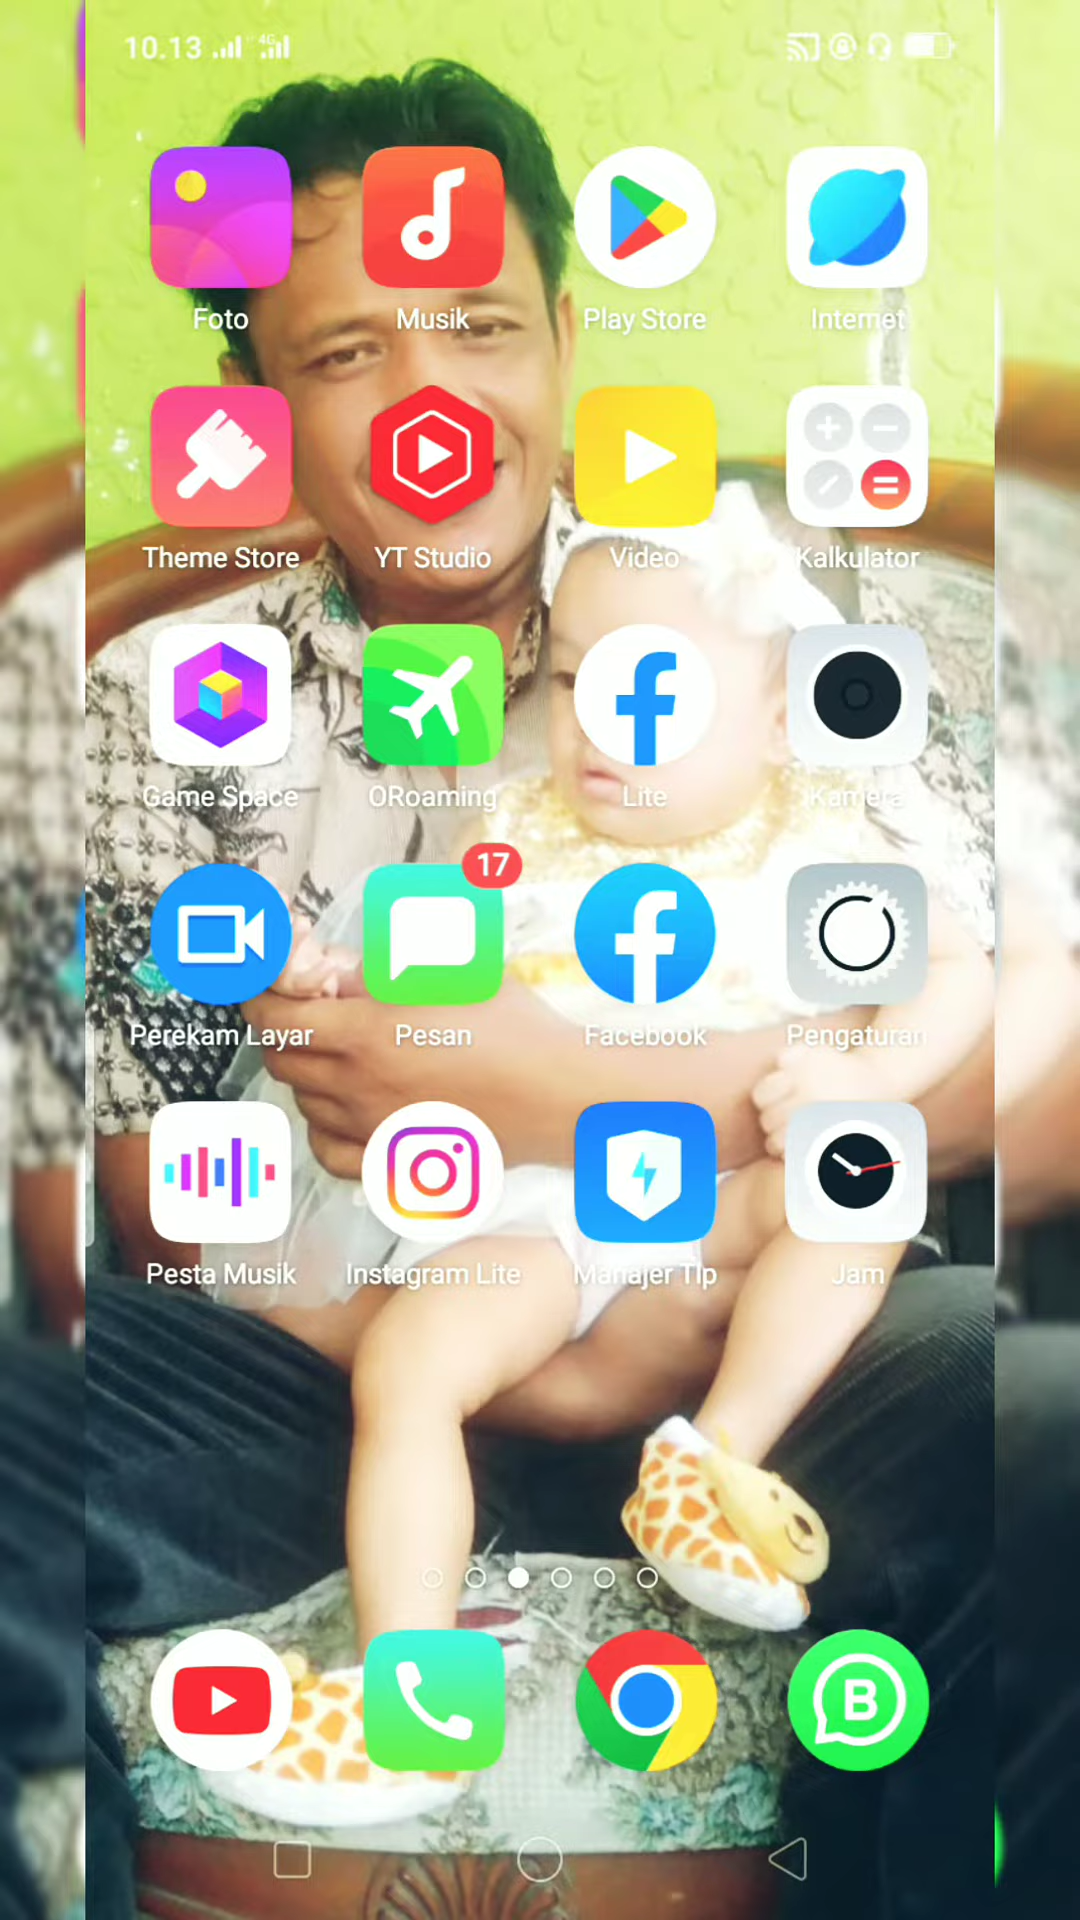 10.13 4G
Foto Musik Play Store Internet
Theme Store YT Studio Video Kalkulator
Game Space ORoaming Lite Kamera
17
Perekam Layar Pesan Facebook Pengaturan
Pesta Musik Instagram Lite Manajer Tlp Jam
B